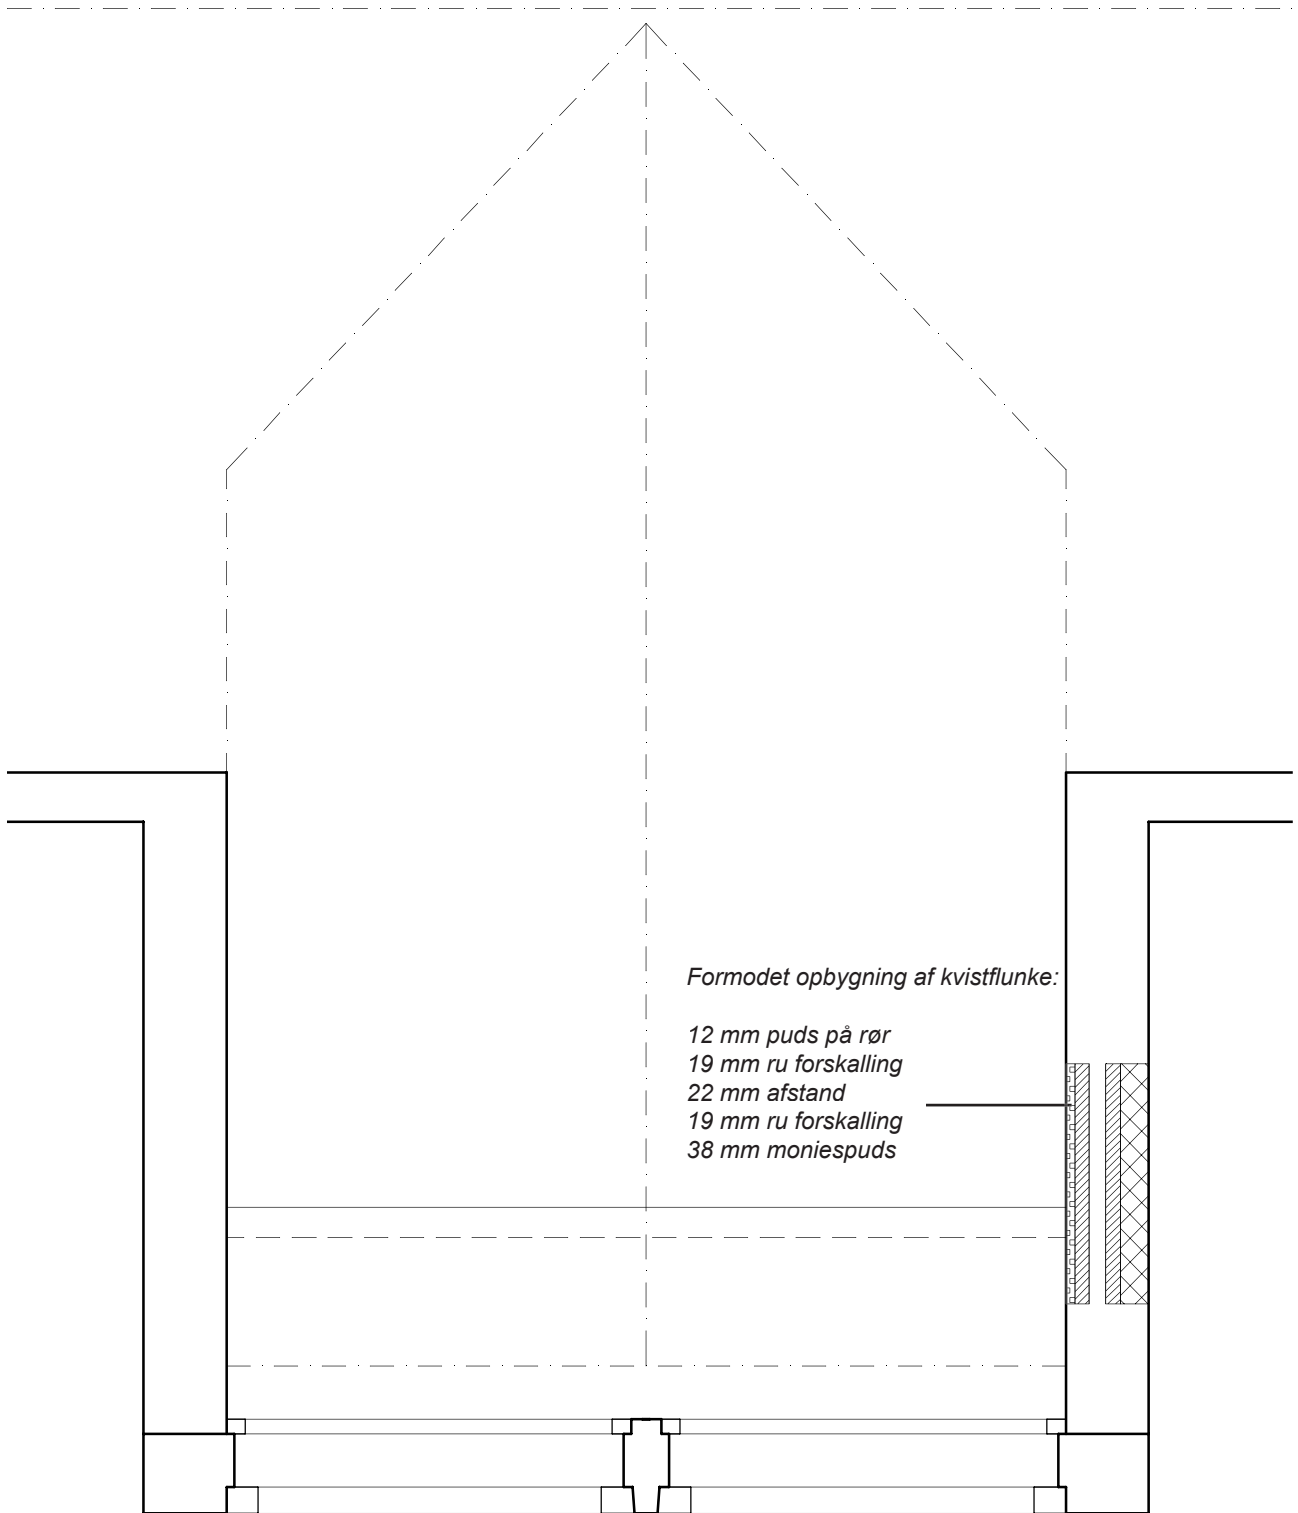 Formodet opbygning af kvistflunke:
12 mm puds på rør
19 mm ru forskalling
22 mm afstand
19 mm ru forskalling
38 mm moniespuds